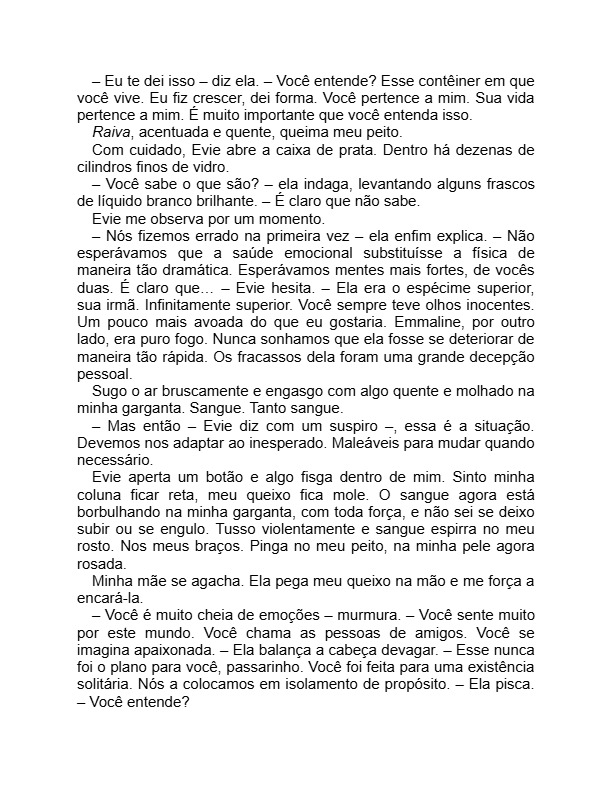 – Eu te dei isso – diz ela. – Você entende? Esse contêiner em que
você vive. Eu fiz crescer, dei forma. Você pertence a mim. Sua vida
pertence a mim. É muito importante que você entenda isso.
Raiva, acentuada e quente, queima meu peito.
Com cuidado, Evie abre a caixa de prata. Dentro há dezenas de
cilindros finos de vidro.
– Você sabe o que são? – ela indaga, levantando alguns frascos
de líquido branco brilhante. – É claro que não sabe.
Evie me observa por um momento.
– Nós fizemos errado na primeira vez – ela enfim explica. – Não
esperávamos que a saúde emocional substituísse a física de
maneira tão dramática. Esperávamos mentes mais fortes, de vocês
duas. É claro que… – Evie hesita. – Ela era o espécime superior,
sua irmã. Infinitamente superior. Você sempre teve olhos inocentes.
Um pouco mais avoada do que eu gostaria. Emmaline, por outro
lado, era puro fogo. Nunca sonhamos que ela fosse se deteriorar de
maneira tão rápida. Os fracassos dela foram uma grande decepção
pessoal.
Sugo o ar bruscamente e engasgo com algo quente e molhado na
minha garganta. Sangue. Tanto sangue.
– Mas então – Evie diz com um suspiro –, essa é a situação.
Devemos nos adaptar ao inesperado. Maleáveis para mudar quando
necessário.
Evie aperta um botão e algo fisga dentro de mim. Sinto minha
coluna ficar reta, meu queixo fica mole. O sangue agora está
borbulhando na minha garganta, com toda força, e não sei se deixo
subir ou se engulo. Tusso violentamente e sangue espirra no meu
rosto. Nos meus braços. Pinga no meu peito, na minha pele agora
rosada.
Minha mãe se agacha. Ela pega meu queixo na mão e me força a
encará-la.
– Você é muito cheia de emoções – murmura. – Você sente muito
por este mundo. Você chama as pessoas de amigos. Você se
imagina apaixonada. – Ela balança a cabeça devagar. – Esse nunca
foi o plano para você, passarinho. Você foi feita para uma existência
solitária. Nós a colocamos em isolamento de propósito. – Ela pisca.
– Você entende?